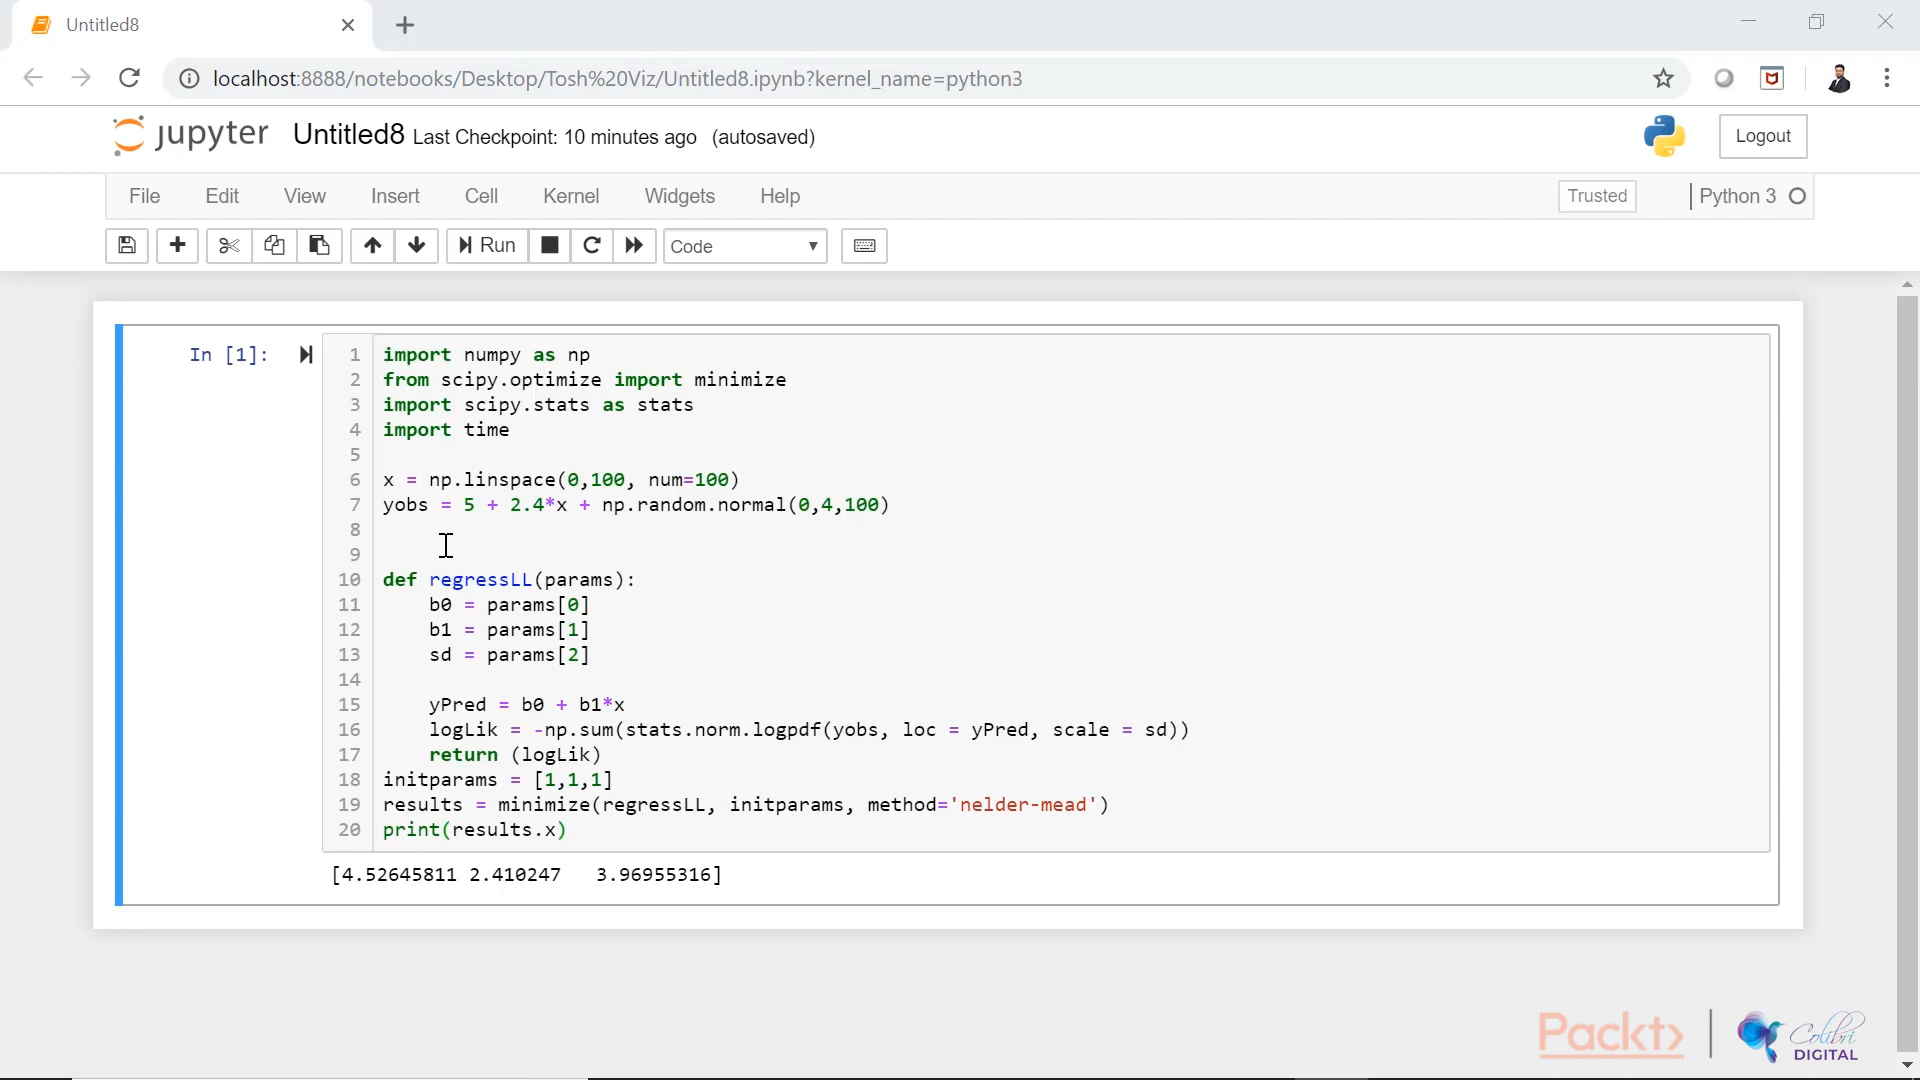 Untitled8
localhost:8888/notebooks/Desktop/Tosh%20Viz/Untitled8.ipynb?kernel_name=python3
jupyter Untitled8 Last Checkpoint: 10 minutes ago (autosaved)
Logout
File Edit View Insert Cell Kernel Widgets Help Trusted Python 3
Run Code
In [1]:
1 import numpy as np
2 from scipy.optimize import minimize
3 import scipy.stats as stats
4 import time
5
6 x = np.linspace(0,100, num=100)
7 yobs = 5 + 2.4*x + np.random.normal(0,4,100)
8
9
10 def regressLL(params):
11     b0 = params[0]
12     b1 = params[1]
13     sd = params[2]
14
15     yPred = b0 + b1*x
16     logLik = -np.sum(stats.norm.logpdf(yobs, loc = yPred, scale = sd))
17     return (logLik)
18 initparams = [1,1,1]
19 results = minimize(regressLL, initparams, method='nelder-mead')
20 print(results.x)
[4.52645811 2.410247   3.96955316]
Packt>
Colibri
DIGITAL